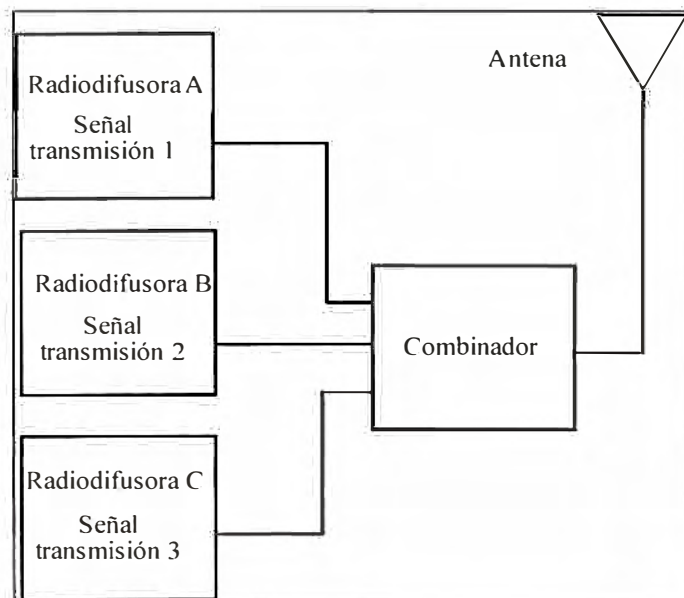 Radiodifusora A
Señal
transmisión 1
Antena
Radiodifusora B
Señal
transmisión 2
Combinador
Radiodifusora C
Señal
transmisión 3